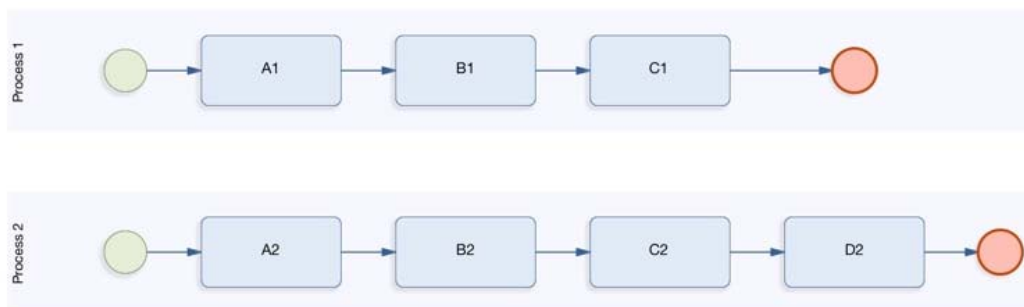 Process 1
A1
B1
C1
Process 2
A2
B2
C2
D2